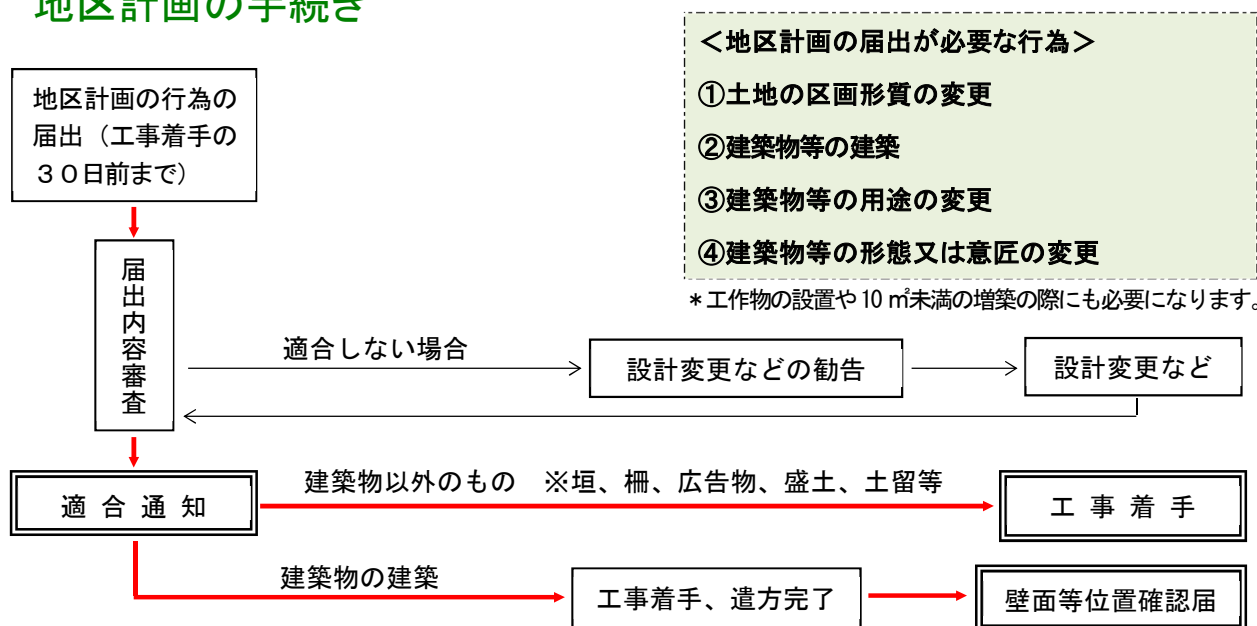 地区計画の手続き
＜地区計画の届出が必要な行為＞
①土地の区画形質の変更
②建築物等の建築
③建築物等の用途の変更
④建築物等の形態又は意匠の変更
＊工作物の設置や10㎡未満の増築の際にも必要になります。
地区計画の行為の
届出（工事着手の
３０日前まで）
届出内容審査
適合しない場合
設計変更などの勧告
設計変更など
適合通知
建築物以外のもの　※垣、柵、広告物、盛土、土留等
工事着手
建築物の建築
工事着手、遣方完了
壁面等位置確認届